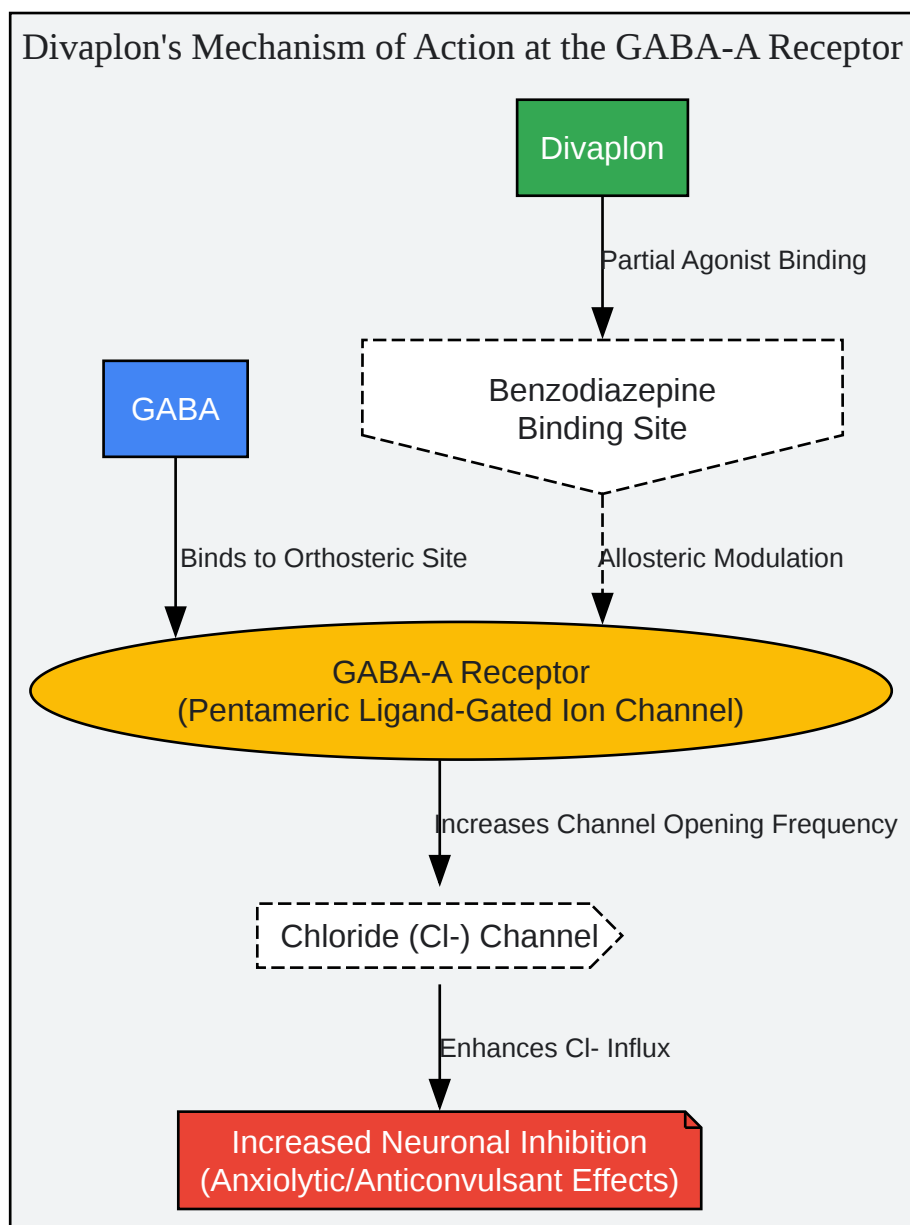 Divaplon's Mechanism of Action at the GABA-A Receptor
Divaplon
Partial Agonist Binding
GABA
Benzodiazepine
Binding Site
Binds to Orthosteric Site
Allosteric Modulation
GABA-A Receptor
(Pentameric Ligand-Gated Ion Channel)
Increases Channel Opening Frequency
Chloride (Cl-) Channel
Enhances Cl- Influx
Increased Neuronal Inhibition
(Anxiolytic/Anticonvulsant Effects)